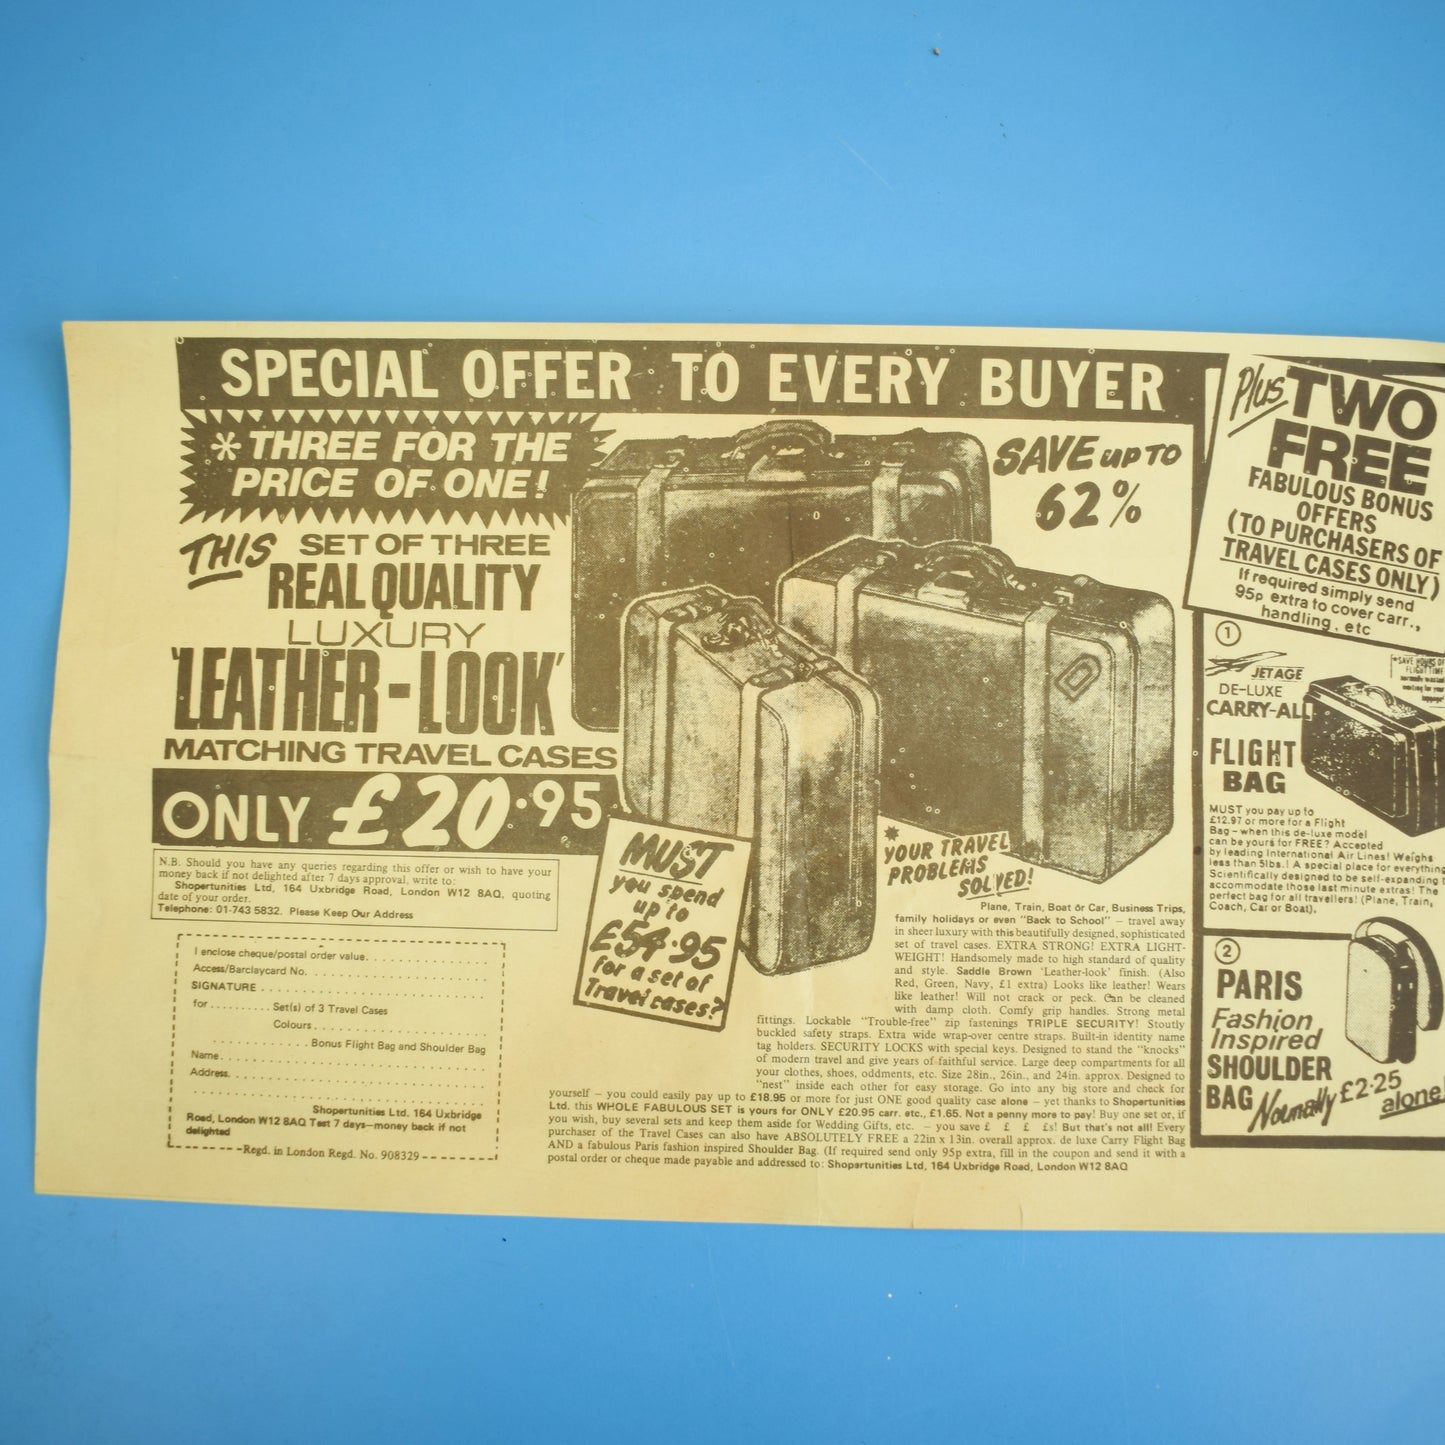 SPECIAL OFFER TO EVERY BUYER
* THREE FOR THE
PRICE OF ONE!
THIS SET OF THREE
REAL QUALITY
LUXURY
'LEATHER-LOOK'
MATCHING TRAVEL CASES
ONLY £20.95
SAVE UP TO
62%
MUST
you spend
up to
£54.95
for a set of
Travel cases?
N.B. Should you have any queries regarding this offer or wish to have your
money back if not delighted after 7 days approval, write to:
Shopertunities Ltd, 164 Uxbridge Road, London W12 8AQ, quoting
date of your order.
Telephone: 01-743 5832. Please Keep Our Address
I enclose cheque/postal order value
Access/Barclaycard No.
SIGNATURE
for Set(s) of 3 Travel Cases
Colours
Bonus Flight Bag and Shoulder Bag
Name
Address
Shopertunities Ltd. 164 Uxbridge
Road, London W12 8AQ Test 7 days—money back if not
delighted
Regd. in London Regd. No. 908329
* YOUR TRAVEL
PROBLEMS
SOLVED!
Plane, Train, Boat or Car, Business Trips,
family holidays or even "Back to School" – travel away
in sheer luxury with this beautifully designed, sophisticated
set of travel cases. EXTRA STRONG! EXTRA LIGHT-
WEIGHT! Handsomely made to high standard of quality
and style. Saddle Brown 'Leather-look' finish. (Also
Red, Green, Navy, £1 extra) Looks like leather! Wears
like leather! Will not crack or peck. Can be cleaned
with damp cloth. Comfy grip handles. Strong metal
fittings. Lockable "Trouble-free" zip fastenings TRIPLE SECURITY! Stoutly
buckled safety straps. Extra wide wrap-over centre straps. Built-in identity name
tag holders. SECURITY LOCKS with special keys. Designed to stand the "knocks"
of modern travel and give years of faithful service. Large deep compartments for all
your clothes, shoes, oddments, etc. Size 28in., 26in., and 24in. approx. Designed to
"nest" inside each other for easy storage. Go into any big store and check for
yourself – you could easily pay up to £18.95 or more for just ONE good quality case alone – yet thanks to Shopertunities
Ltd. this WHOLE FABULOUS SET is yours for ONLY £20.95 carr. etc., £1.65. Not a penny more to pay! Buy one set or, if
you wish, buy several sets and keep them aside for Wedding Gifts, etc. – you save £ £ £ £s! But that's not all! Every
purchaser of the Travel Cases can also have ABSOLUTELY FREE a 22in x 13in. overall approx. de luxe Carry Flight Bag
AND a fabulous Paris fashion inspired Shoulder Bag. (If required send only 95p extra, fill in the coupon and send it with a
postal order or cheque made payable and addressed to: Shopertunities Ltd, 164 Uxbridge Road, London W12 8AQ
Plus TWO
FREE
FABULOUS BONUS
OFFERS
(TO PURCHASERS OF
TRAVEL CASES ONLY)
If required simply send
95p extra to cover carr.,
handling, etc
1
JET AGE
DE-LUXE
CARRY-ALL
FLIGHT
BAG
*SAVE HOURS OF
FLIGHT TIME
MUST you pay up to
£12.97 or more for a Flight
Bag – when this de-luxe model
can be yours for FREE? Accepted
by leading International Air Lines! Weighs
less than 5lbs.! A special place for everything
Scientifically designed to be self-expanding
accommodate those last minute extras! The
perfect bag for all travellers! (Plane, Train,
Coach, Car or Boat).
2
PARIS
Fashion
Inspired
SHOULDER
BAG Normally £2.25
alone